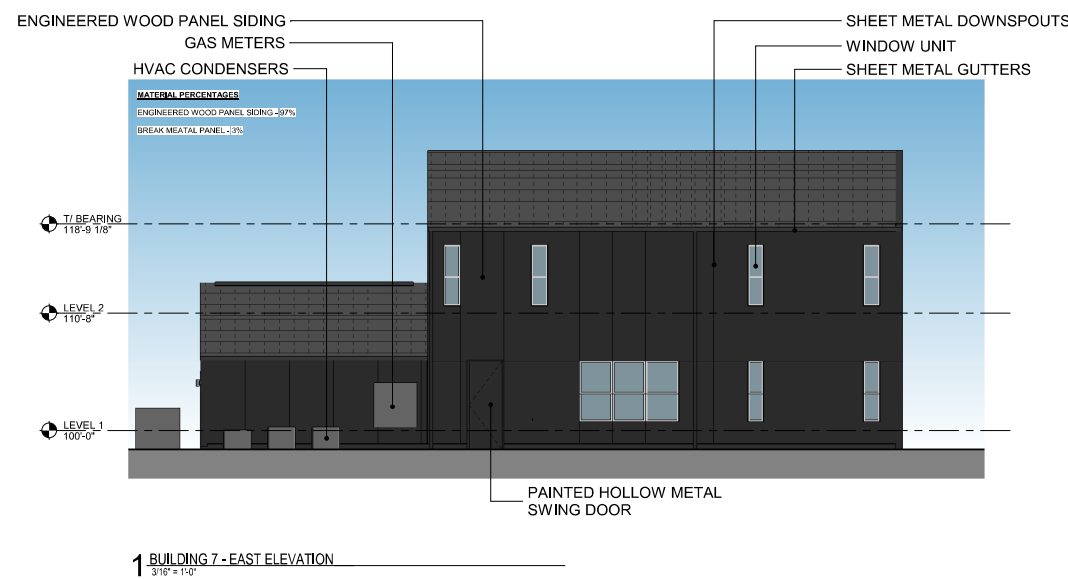 ENGINEERED WOOD PANEL SIDING
GAS METERS
HVAC CONDENSERS
SHEET METAL DOWNSPOUTS
WINDOW UNIT
SHEET METAL GUTTERS
MATERIAL PERCENTAGES
ENGINEERED WOOD PANEL SIDING - 97%
BREAK MEATAL PANEL - 3%
T/ BEARING
118'-9 1/8"
LEVEL 2
110'-8"
LEVEL 1
100'-0"
PAINTED HOLLOW METAL
SWING DOOR
1 BUILDING 7 - EAST ELEVATION
3/16" = 1'-0"